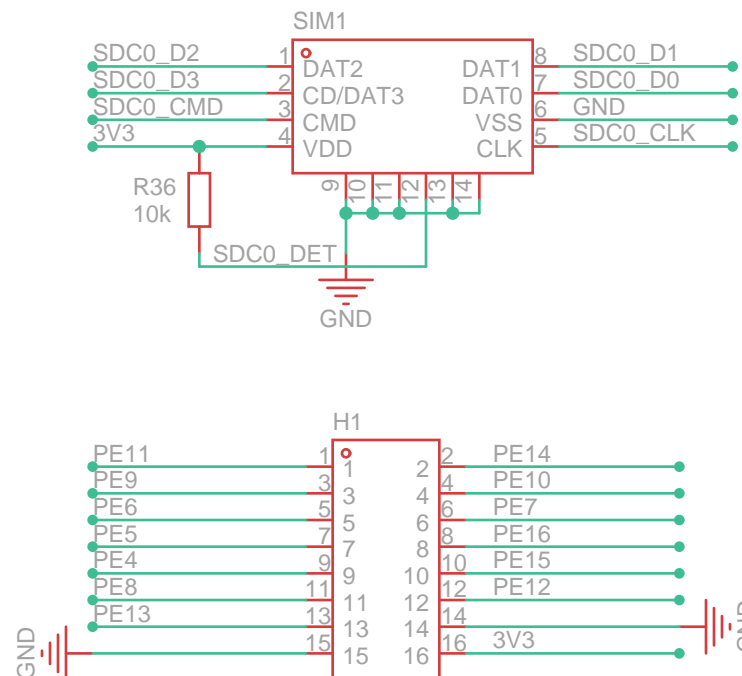 SIM1
SDC0_D2 1 DAT2 DAT1 8 SDC0_D1
SDC0_D3 2 CD/DAT3 DAT0 7 SDC0_D0
SDC0_CMD 3 CMD VSS 6 GND
3V3 4 VDD CLK 5 SDC0_CLK
9 10 11 12 13 14
R36
10k
SDC0_DET
GND
H1
PE11 1 1 2 2 PE14
PE9 3 3 4 4 PE10
PE6 5 5 6 6 PE7
PE5 7 7 8 8 PE16
PE4 9 9 10 10 PE15
PE8 11 11 12 12 PE12
PE13 13 13 14 14 GND
GND 15 15 16 16 3V3